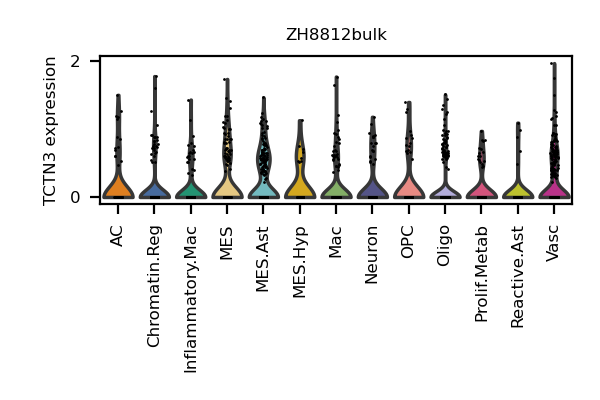 ZH8812bulk
TCTN3 expression
2
0
AC
Chromatin.Reg
Inflammatory.Mac
MES
MES.Ast
MES.Hyp
Mac
Neuron
OPC
Oligo
Prolif.Metab
Reactive.Ast
Vasc